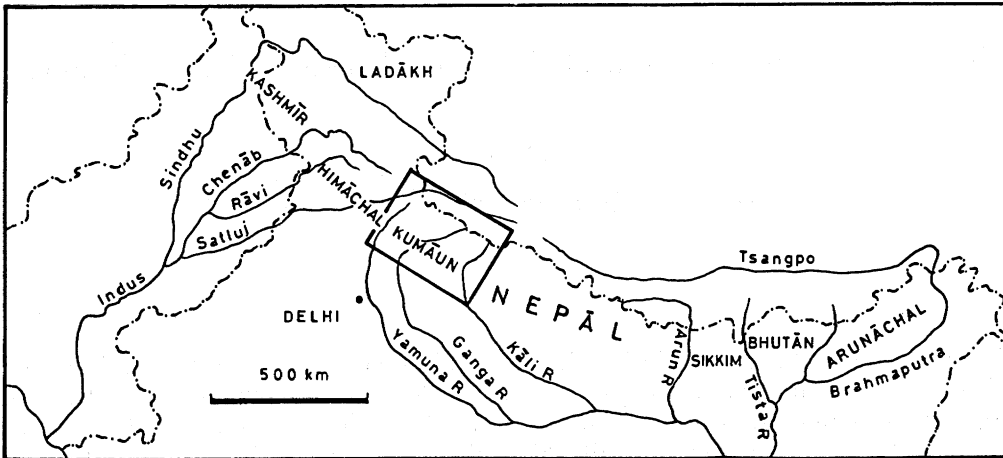 LADĀKH
KASHMĪR
Sindhu
Chenāb
Rāvi
HIMĀCHAL
Satluj
KUMĀUN
Indus
Tsangpo
NEPĀL
DELHI
BHUTĀN
ARUNĀCHAL
SIKKIM
Arun R
Kāli R
Ganga R
Yamuna R
Tista R
Brahmaputra
500 km